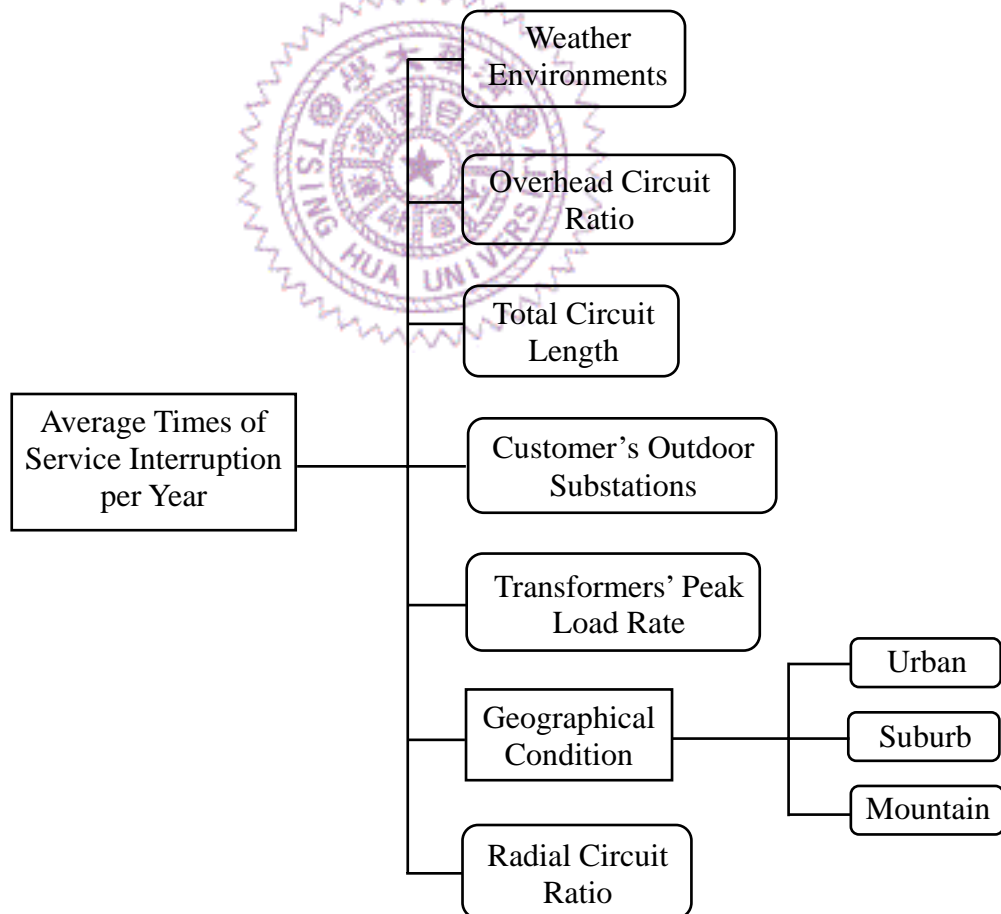 Weather
Environments
Overhead Circuit
Ratio
Total Circuit
Length
Average Times of
Service Interruption
per Year
Customer’s Outdoor
Substations
Transformers’ Peak
Load Rate
Geographical
Condition
Urban
Suburb
Mountain
Radial Circuit
Ratio
TSING HUA UNIVERSITY